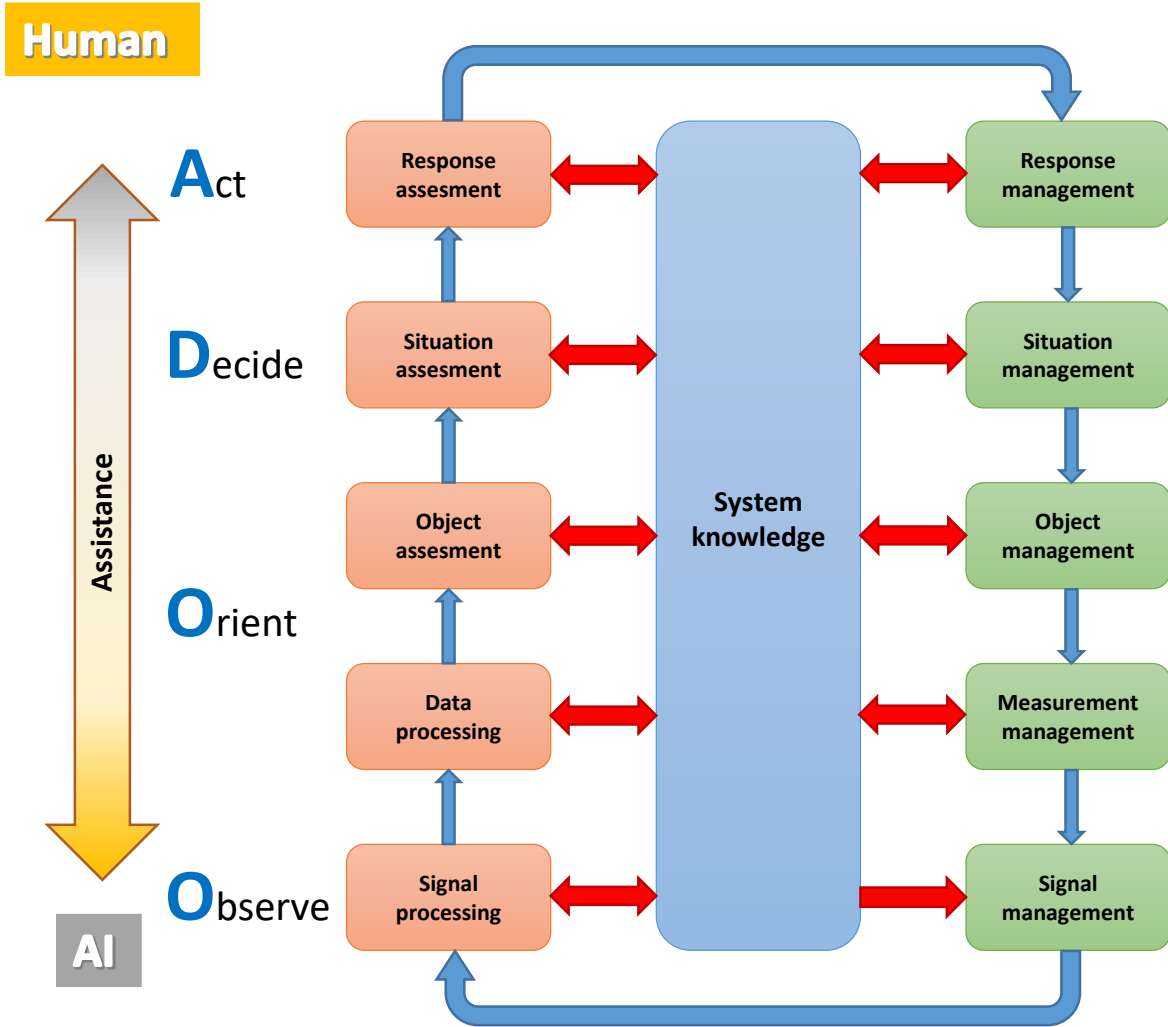 Human
Act
Response
assesment
Response
management
Decide
Situation
assesment
Situation
management
Assistance
Object
assesment
System
knowledge
Object
management
Orient
Data
processing
Measurement
management
Observe
Signal
processing
Signal
management
AI